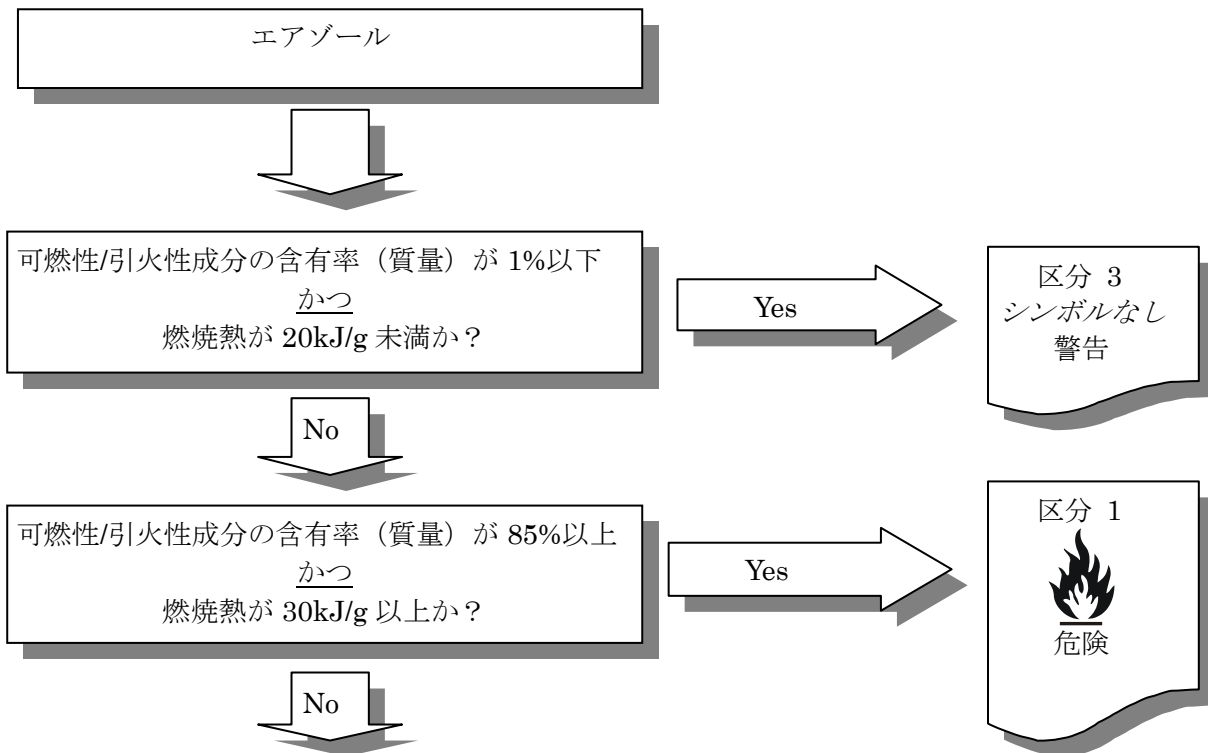 エアゾール
可燃性/引火性成分の含有率（質量）が 1%以下
かつ
燃焼熱が 20kJ/g 未満か？
Yes
区分 3
シンボルなし
警告
No
可燃性/引火性成分の含有率（質量）が 85%以上
かつ
燃焼熱が 30kJ/g 以上か？
Yes
区分 1
危険
No